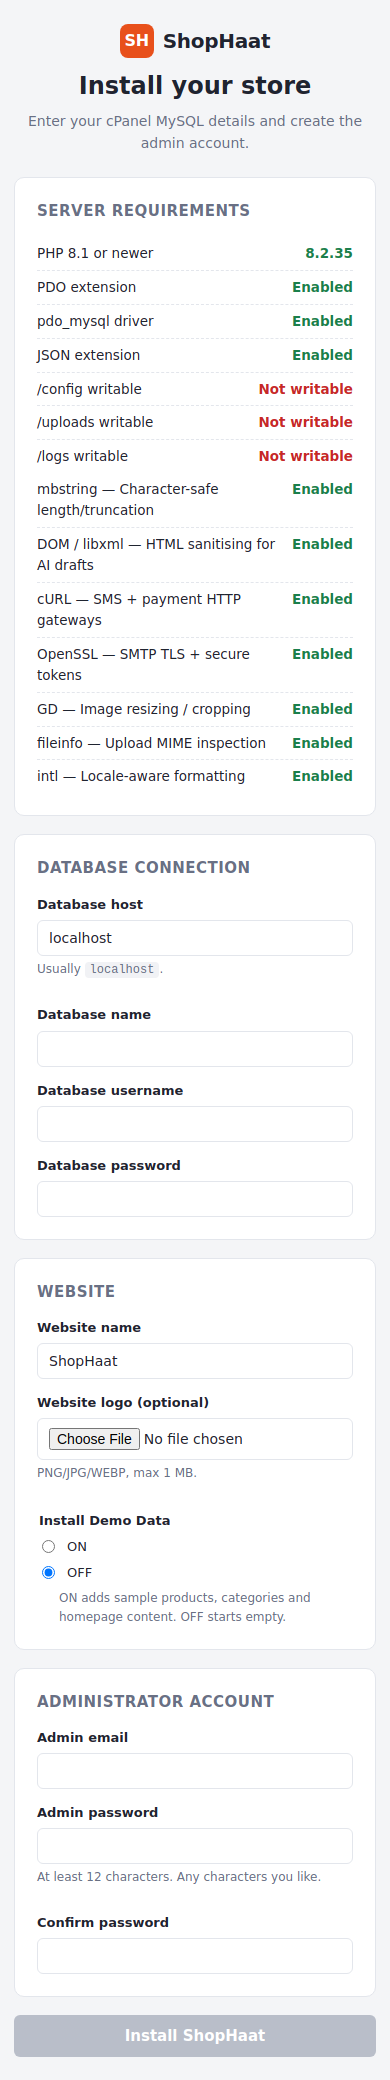 SH ShopHaat
Install your store
Enter your cPanel MySQL details and create the
admin account.
SERVER REQUIREMENTS
PHP 8.1 or newer 8.2.35
PDO extension Enabled
pdo_mysql driver Enabled
JSON extension Enabled
/config writable Not writable
/uploads writable Not writable
/logs writable Not writable
mbstring — Character-safe Enabled
length/truncation
DOM / libxml — HTML sanitising for Enabled
AI drafts
cURL — SMS + payment HTTP Enabled
gateways
OpenSSL — SMTP TLS + secure Enabled
tokens
GD — Image resizing / cropping Enabled
fileinfo — Upload MIME inspection Enabled
intl — Locale-aware formatting Enabled
DATABASE CONNECTION
Database host
localhost
Usually localhost.
Database name
Database username
Database password
WEBSITE
Website name
ShopHaat
Website logo (optional)
Choose File No file chosen
PNG/JPG/WEBP, max 1 MB.
Install Demo Data
ON
OFF
ON adds sample products, categories and
homepage content. OFF starts empty.
ADMINISTRATOR ACCOUNT
Admin email
Admin password
At least 12 characters. Any characters you like.
Confirm password
Install ShopHaat